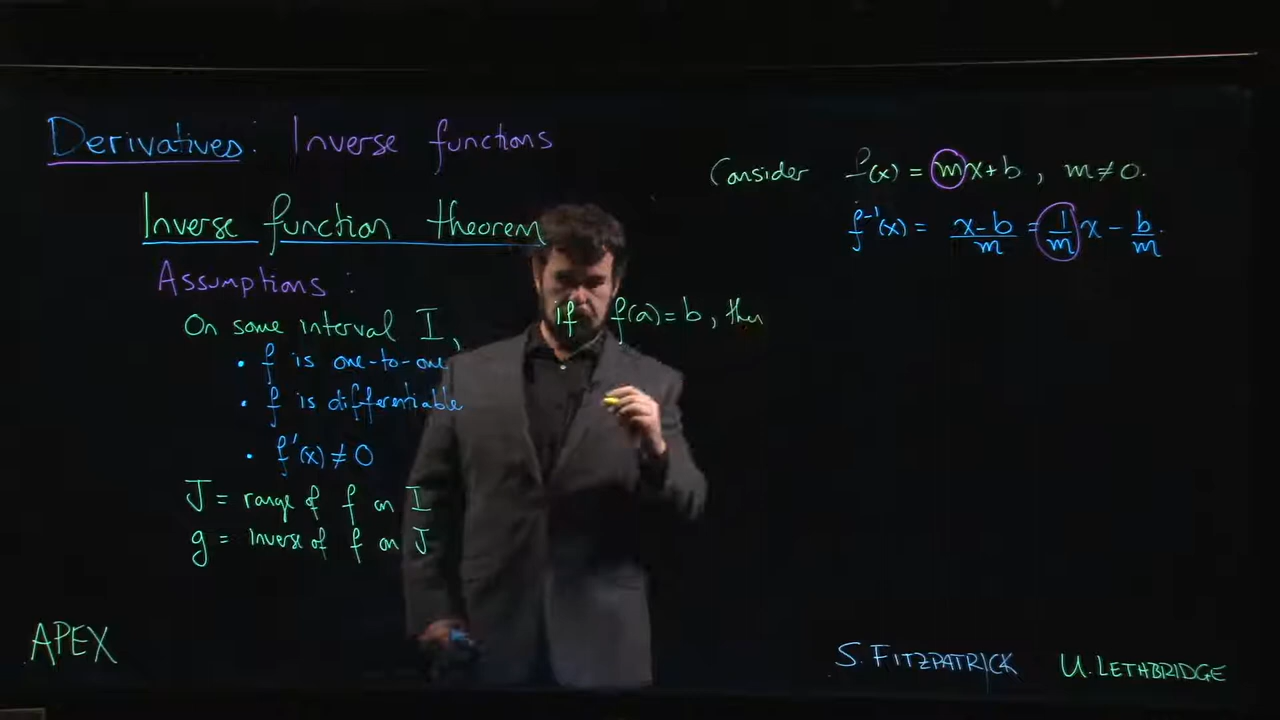 Derivatives: Inverse functions
Inverse function theorem
Assumptions:
On some interval I,
• f is one-to-one
• f is differentiable
• f'(x) ≠ 0
J = range of f on I
g = inverse of f on J
if f(a) = b, then
Consider f(x) = mx + b, m ≠ 0.
f⁻¹(x) = (x-b)/m = (1/m)x - b/m.
APEX
S. FITZPATRICK U. LETHBRIDGE